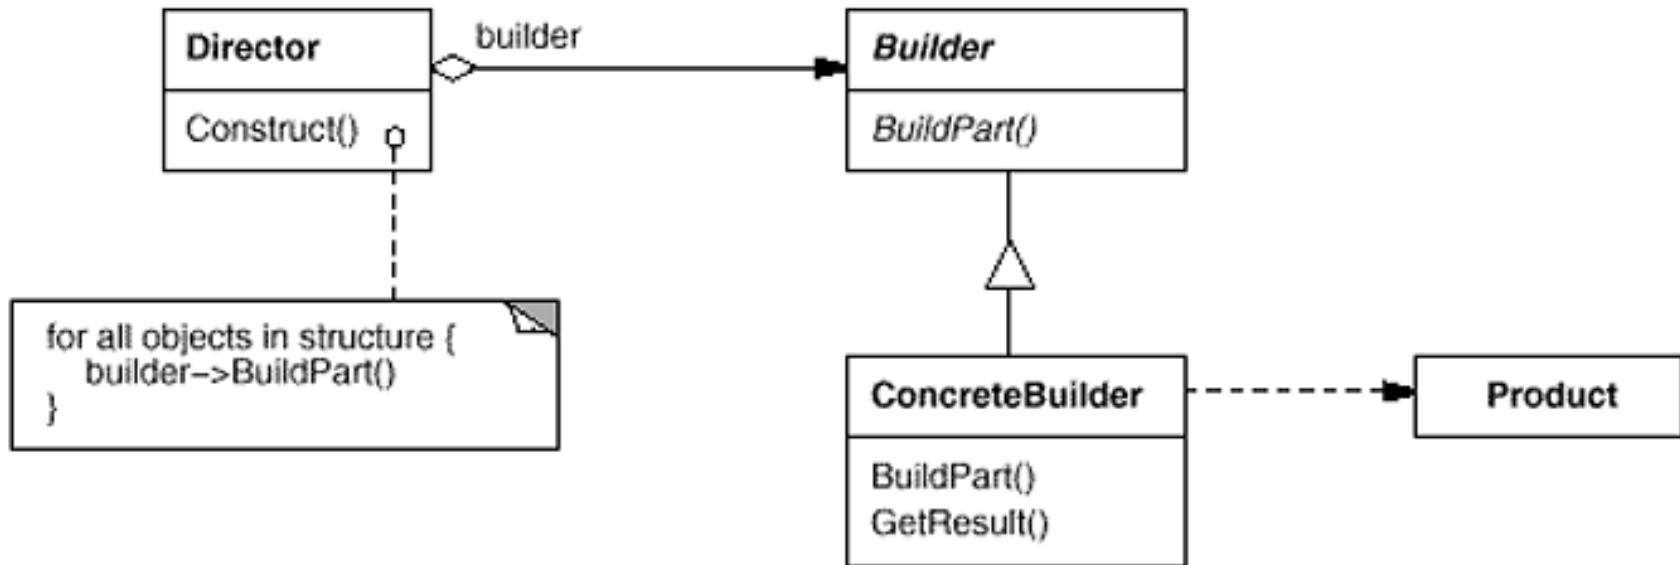 Director
builder
Builder
Construct()
BuildPart()
for all objects in structure {
builder->BuildPart()
}
ConcreteBuilder
Product
BuildPart()
GetResult()